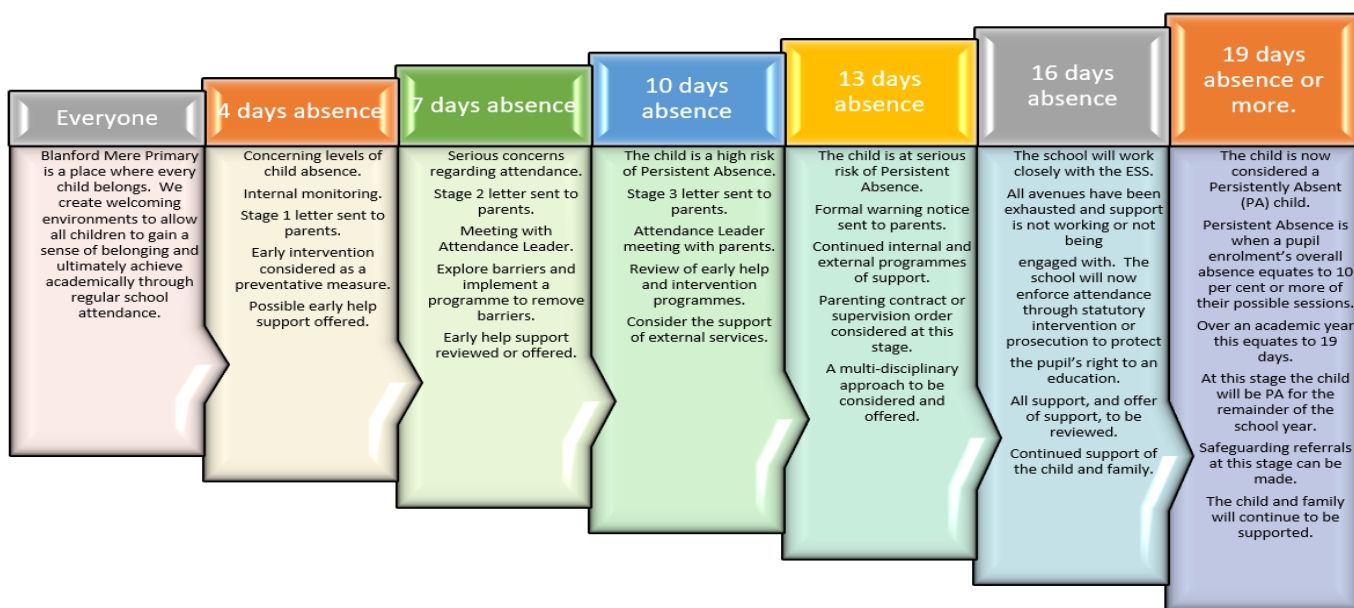 Everyone
Blanford Mere Primary
is a place where every
child belongs. We
create welcoming
environments to allow
all children to gain a
sense of belonging and
ultimately achieve
academically through
regular school
attendance.
4 days absence
Concerning levels of
child absence.
Internal monitoring.
Stage 1 letter sent to
parents.
Early intervention
considered as a
preventative measure.
Possible early help
support offered.
7 days absence
Serious concerns
regarding attendance.
Stage 2 letter sent to
parents.
Meeting with
Attendance Leader.
Explore barriers and
implement a
programme to remove
barriers.
Early help support
reviewed or offered.
10 days
absence
The child is a high risk
of Persistent Absence.
Stage 3 letter sent to
parents.
Attendance Leader
meeting with parents.
Review of early help
and intervention
programmes.
Consider the support
of external services.
13 days
absence
The child is at serious
risk of Persistent
Absence.
Formal warning notice
sent to parents.
Continued internal and
external programmes
of support.
Parenting contract or
supervision order
considered at this
stage.
A multi-disciplinary
approach to be
considered and
offered.
16 days
absence
The school will work
closely with the ESS.
All avenues have been
exhausted and support
is not working or not
being
engaged with. The
school will now
enforce attendance
through statutory
intervention or
prosecution to protect
the pupil’s right to an
education.
All support, and offer
of support, to be
reviewed.
Continued support of
the child and family.
19 days
absence or
more.
The child is now
considered a
Persistently Absent
(PA) child.
Persistent Absence is
when a pupil
enrolment’s overall
absence equates to 10
per cent or more of
their possible sessions.
Over an academic year
this equates to 19
days.
At this stage the child
will be PA for the
remainder of the
school year.
Safeguarding referrals
at this stage can be
made.
The child and family
will continue to be
supported.